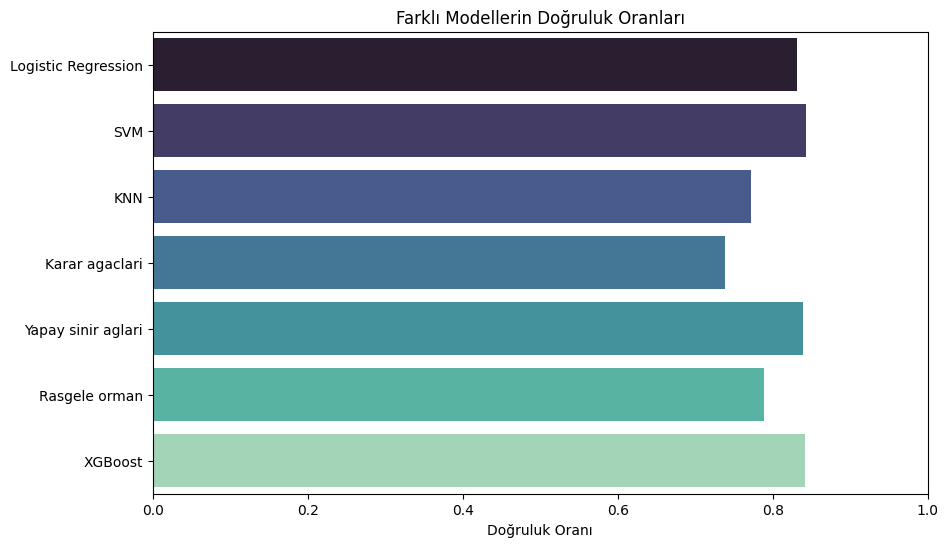 Farklı Modellerin Doğruluk Oranları
Logistic Regression
SVM
KNN
Karar agaclari
Yapay sinir aglari
Rasgele orman
XGBoost
0.0 0.2 0.4 0.6 0.8 1.0
Doğruluk Oranı